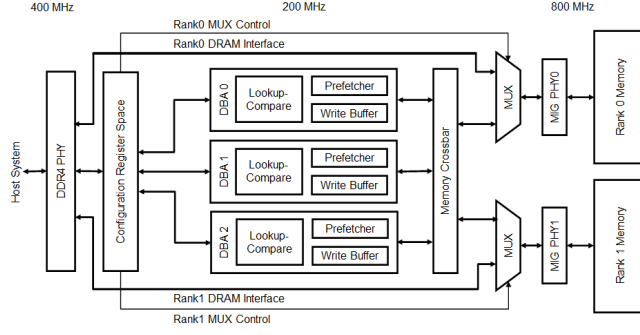 400 MHz
200 MHz
800 MHz
Rank0 MUX Control
Rank0 DRAM Interface
Host System
DDR4 PHY
Configuration Register Space
DBA 0
Lookup-
Compare
Prefetcher
Write Buffer
DBA 1
Lookup-
Compare
Prefetcher
Write Buffer
DBA 2
Lookup-
Compare
Prefetcher
Write Buffer
Memory Crossbar
MUX
MIG PHY0
Rank 0 Memory
MUX
MIG PHY1
Rank 1 Memory
Rank1 DRAM Interface
Rank1 MUX Control